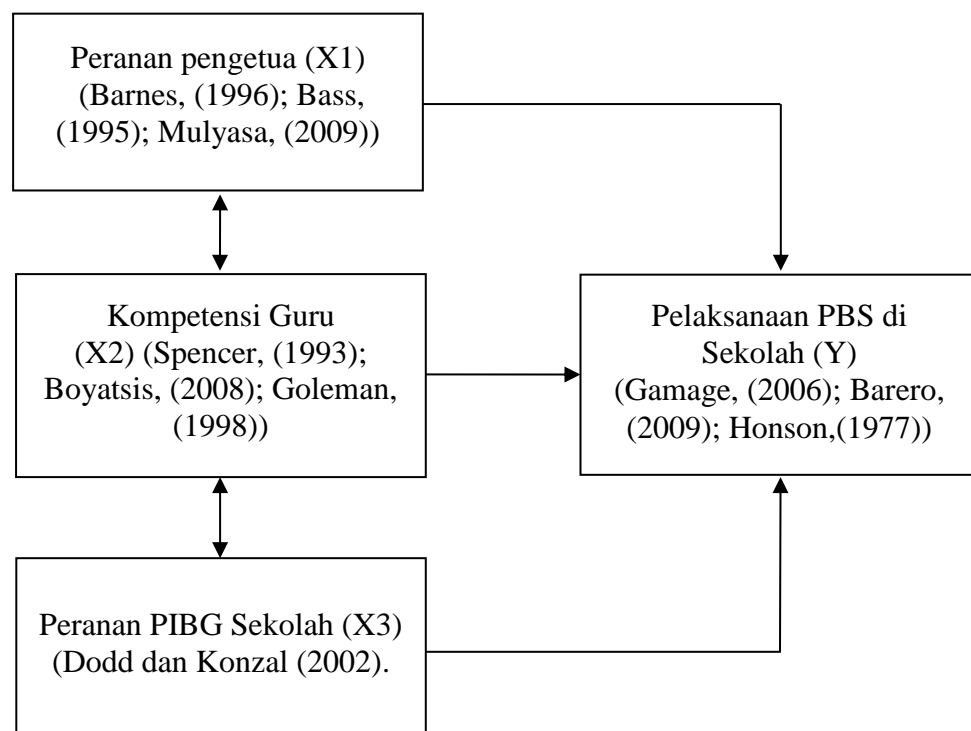 Peranan pengetua (X1)
(Barnes, (1996); Bass,
(1995); Mulyasa, (2009))
Kompetensi Guru
(X2) (Spencer, (1993);
Boyatsis, (2008); Goleman,
(1998))
Pelaksanaan PBS di
Sekolah (Y)
(Gamage, (2006); Barero,
(2009); Honson,(1977))
Peranan PIBG Sekolah (X3)
(Dodd dan Konzal (2002).